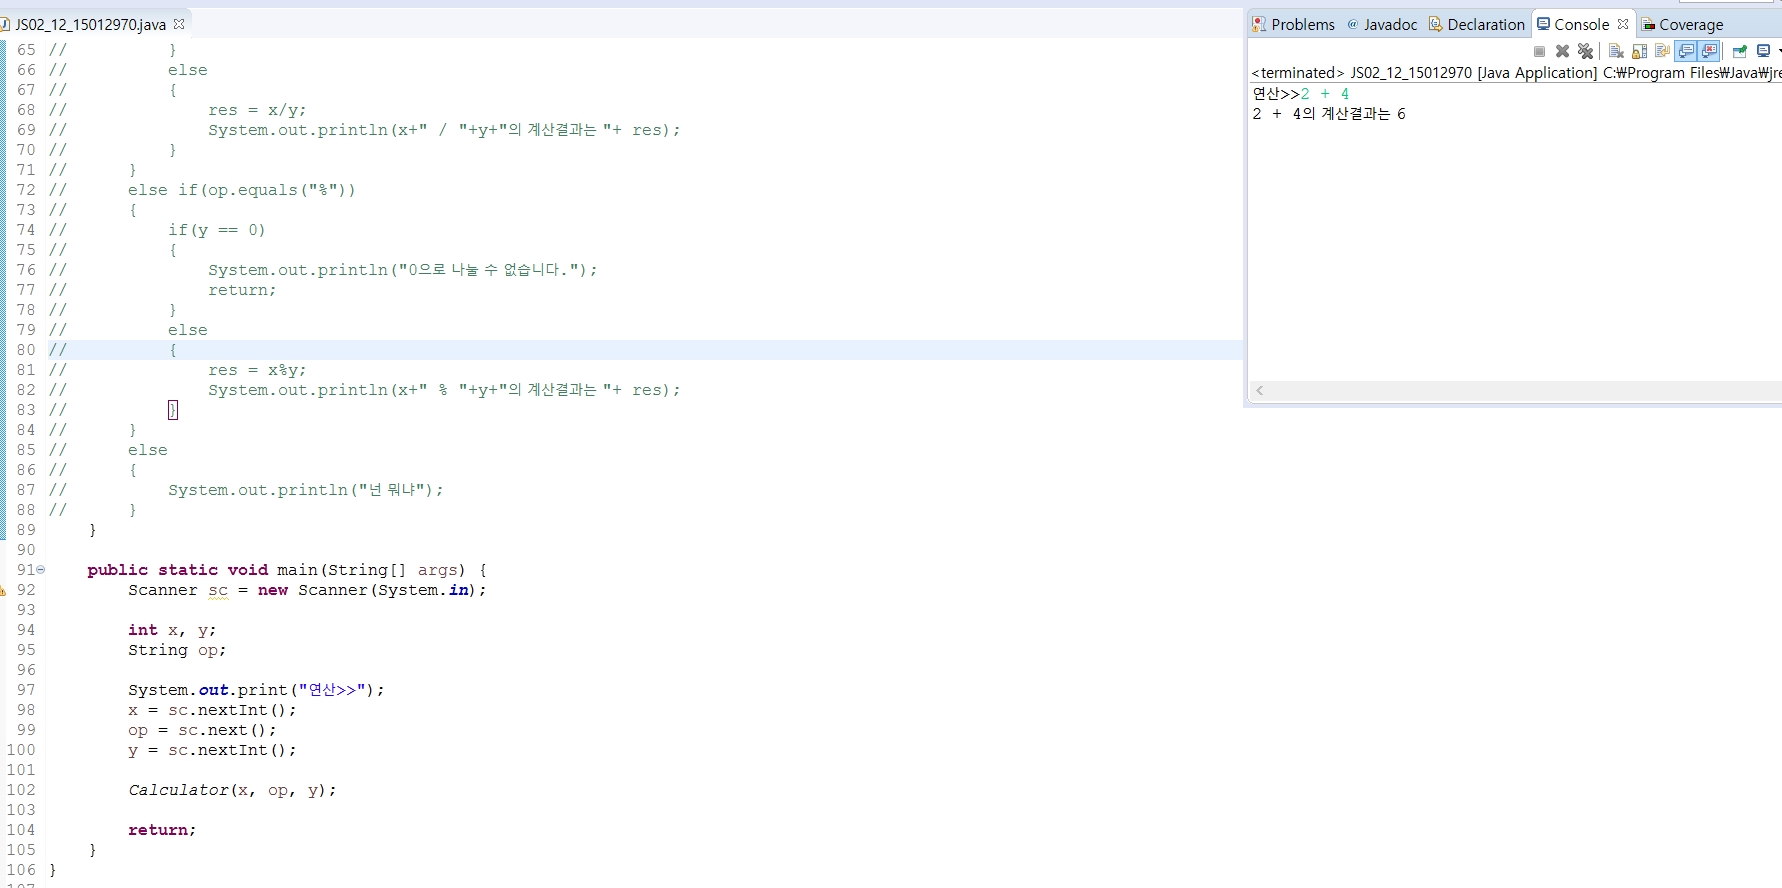 JS02_12_15012970.java
65 //          }
66 //          else
67 //          {
68 //              res = x/y;
69 //              System.out.println(x+" / "+y+"의 계산결과는 "+ res);
70 //          }
71 //      }
72 //      else if(op.equals("%"))
73 //      {
74 //          if(y == 0)
75 //          {
76 //              System.out.println("0으로 나눌 수 없습니다.");
77 //              return;
78 //          }
79 //          else
80 //          {
81 //              res = x%y;
82 //              System.out.println(x+" % "+y+"의 계산결과는 "+ res);
83 //          }
84 //      }
85 //      else
86 //      {
87 //          System.out.println("넌 뭐냐");
88 //      }
89     }
90
91     public static void main(String[] args) {
92         Scanner sc = new Scanner(System.in);
93
94         int x, y;
95         String op;
96
97         System.out.print("연산>>");
98         x = sc.nextInt();
99         op = sc.next();
100         y = sc.nextInt();
101
102         Calculator(x, op, y);
103
104         return;
105     }
106 }
Problems @ Javadoc Declaration Console Coverage
<terminated> JS02_12_15012970 [Java Application] C:₩Program Files₩Java₩jre
연산>>2 + 4
2 + 4의 계산결과는 6